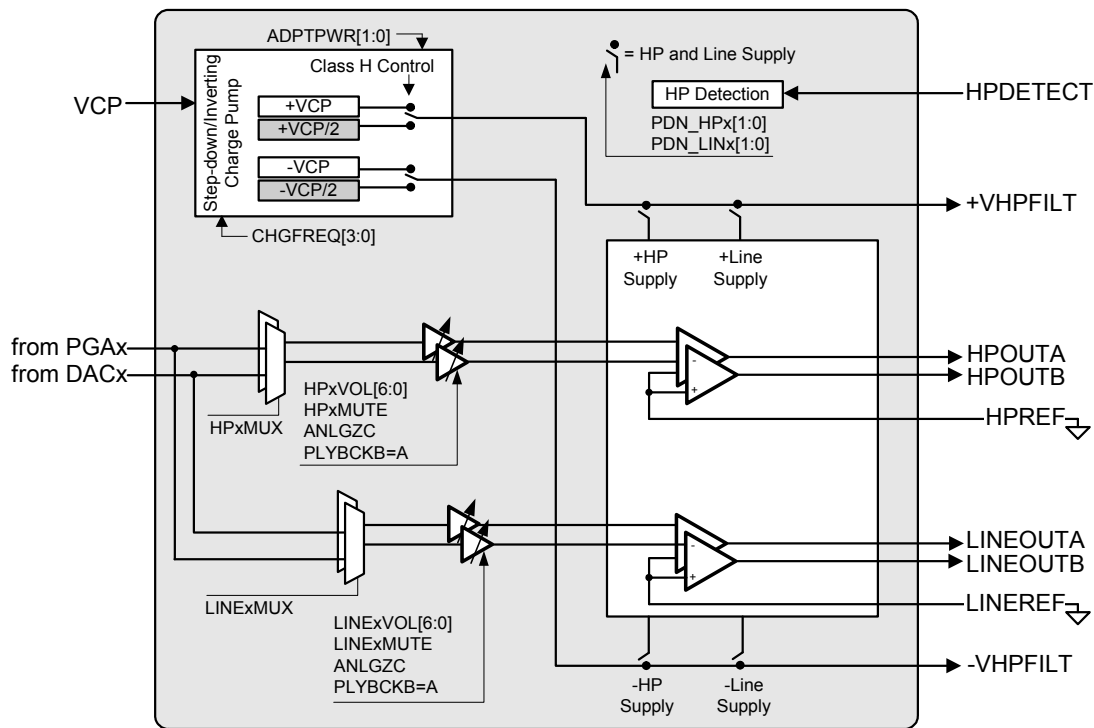 ADPTPWR[1:0]
Class H Control
Step-down/Inverting
Charge Pump
+VCP
+VCP/2
-VCP
-VCP/2
CHGFREQ[3:0]
VCP
= HP and Line Supply
HP Detection
HPDETECT
PDN_HPx[1:0]
PDN_LINx[1:0]
+VHPFILT
+HP
Supply
+Line
Supply
from PGAx
from DACx
HPxMUX
HPxVOL[6:0]
HPxMUTE
ANLGZC
PLYBCKB=A
-
+
HPOUTA
HPOUTB
HPREF
LINExMUX
LINExVOL[6:0]
LINExMUTE
ANLGZC
PLYBCKB=A
-
+
LINEOUTA
LINEOUTB
LINEREF
-VHPFILT
-HP
Supply
-Line
Supply